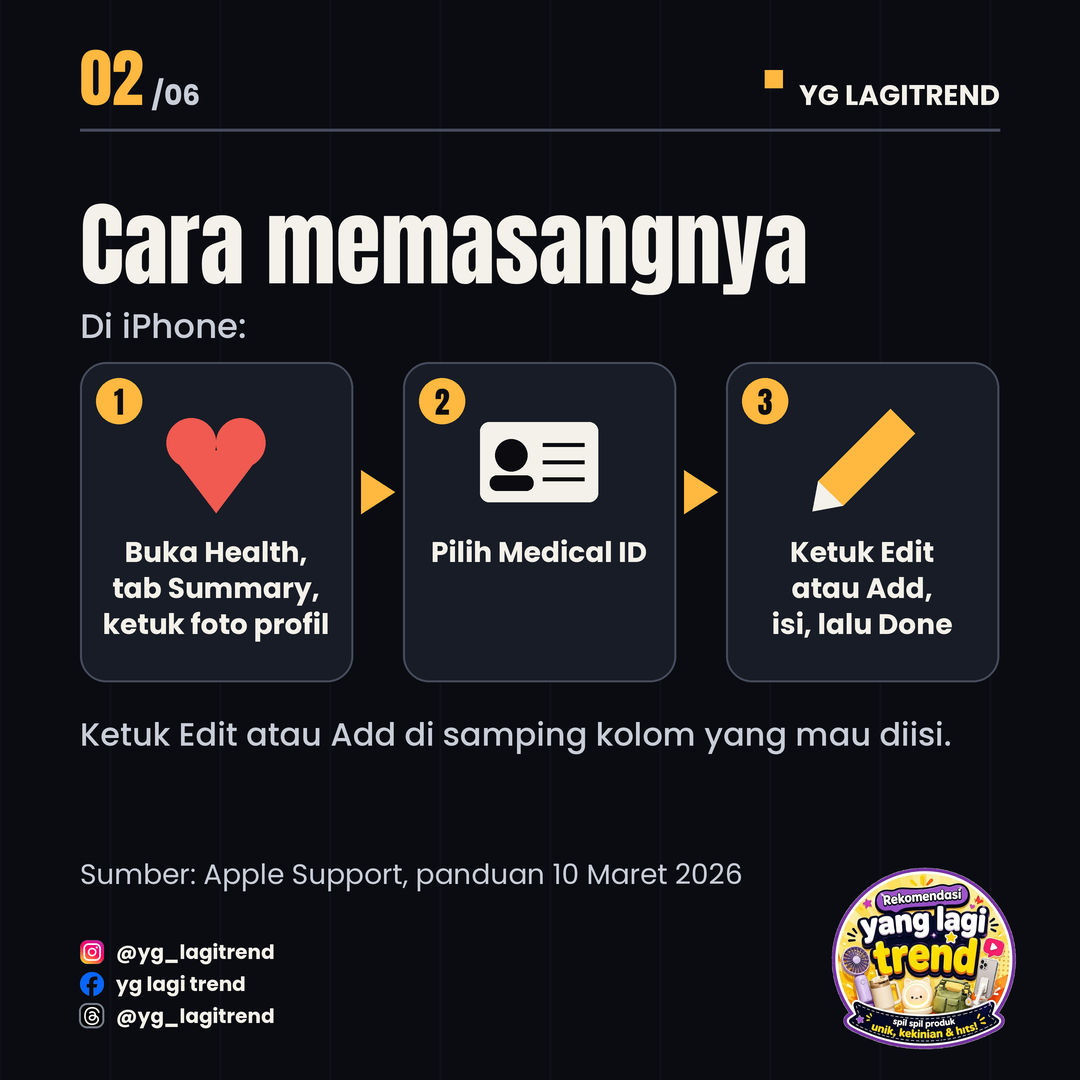 02 /06
YG LAGITREND
Cara memasangnya
Di iPhone:
1
Buka Health,
tab Summary,
ketuk foto profil
2
Pilih Medical ID
3
Ketuk Edit
atau Add,
isi, lalu Done
Ketuk Edit atau Add di samping kolom yang mau diisi.
Sumber: Apple Support, panduan 10 Maret 2026
@yg_lagitrend
yg lagi trend
@yg_lagitrend
Rekomendasi
yang lagi
trend
spil spil produk
unik, kekinian & hits!